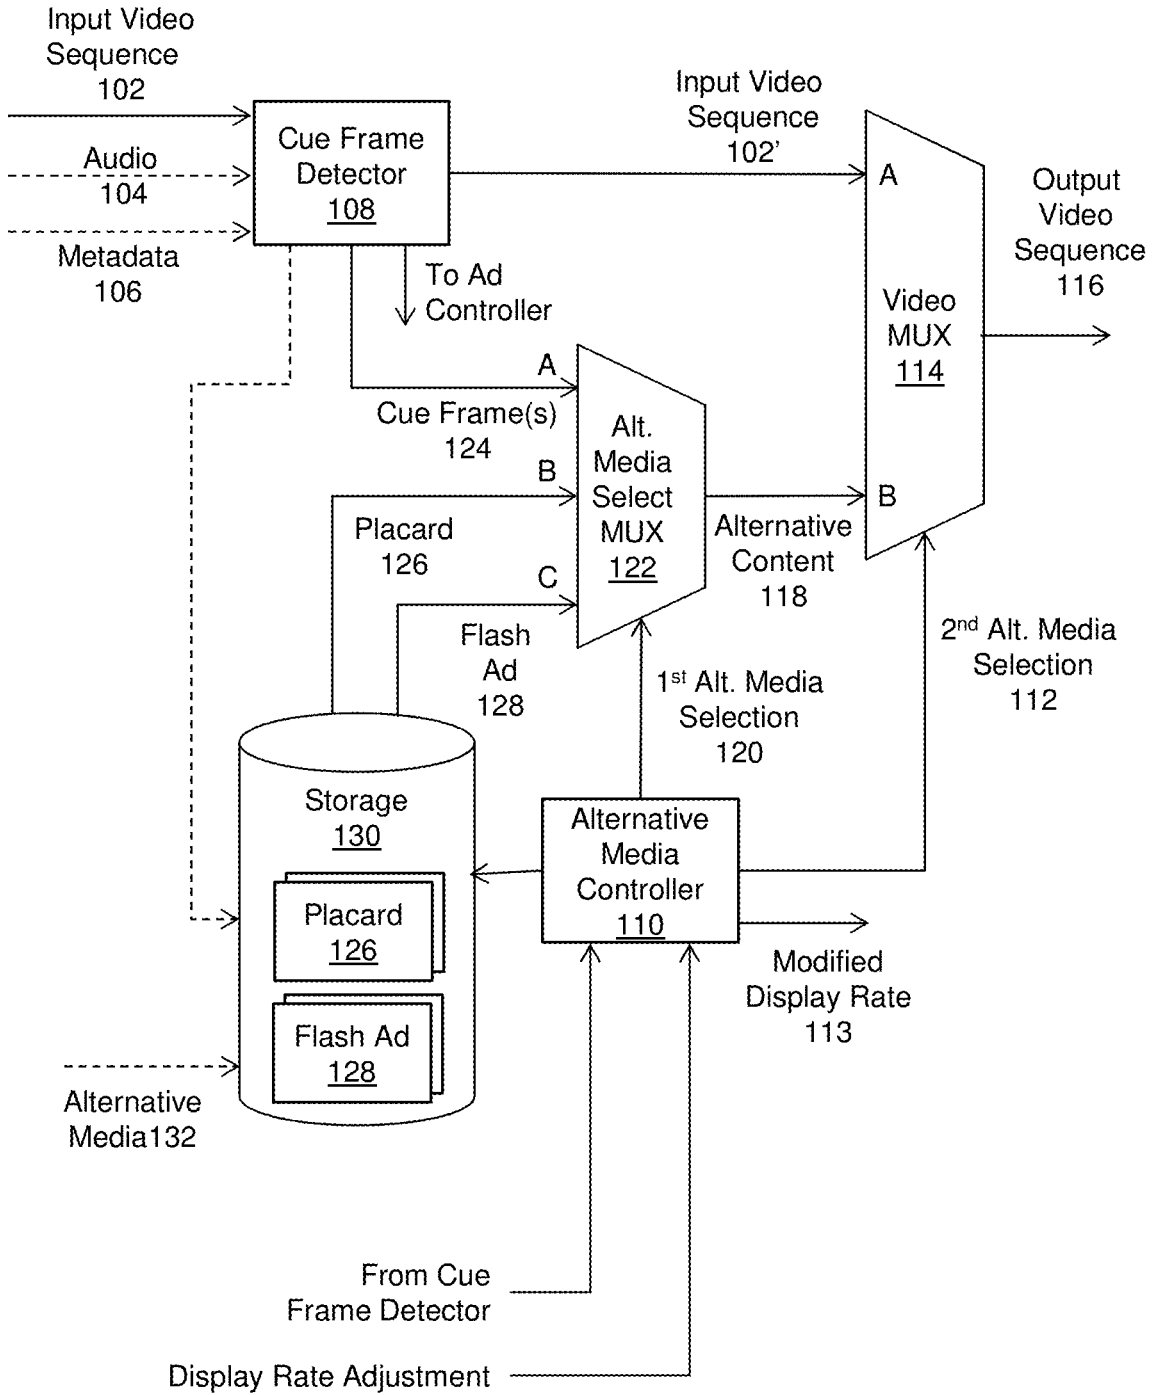 Input Video
Sequence
102
Audio
104
Metadata
106
Cue Frame
Detector
108
To Ad
Controller
Input Video
Sequence
102’
A
Video
MUX
114
B
Output
Video
Sequence
116
A
Cue Frame(s)
124
B
Placard
126
C
Flash
Ad
128
Alt.
Media
Select
MUX
122
Alternative
Content
118
1st Alt. Media
Selection
120
2nd Alt. Media
Selection
112
Storage
130
Placard
126
Flash Ad
128
Alternative
Media132
Alternative
Media
Controller
110
Modified
Display Rate
113
From Cue
Frame Detector
Display Rate Adjustment